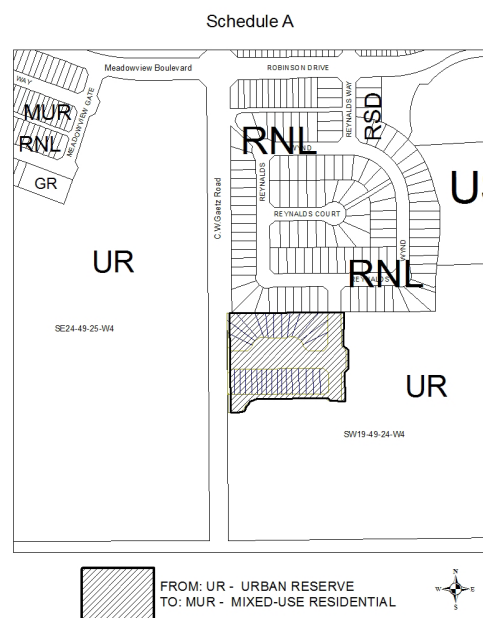 Schedule A
Meadowview Boulevard
ROBINSON DRIVE
WAY
MUR
RNL
GR
MEADOWVIEW GATE
C.W.Gaetz Road
RNL
WYND
REYNALDS WAY
RSD
REYNALDS
REYNALDS COURT
U
WYND
RNL
REYNALDS
UR
SE24-49-25-W4
UR
SW19-49-24-W4
FROM: UR - URBAN RESERVE
TO: MUR - MIXED-USE RESIDENTIAL
N
W
E
S